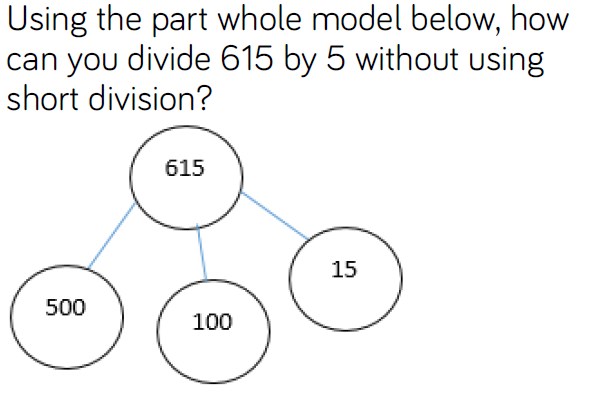 Using the part whole model below, how
can you divide 615 by 5 without using
short division?
615
15
500
100